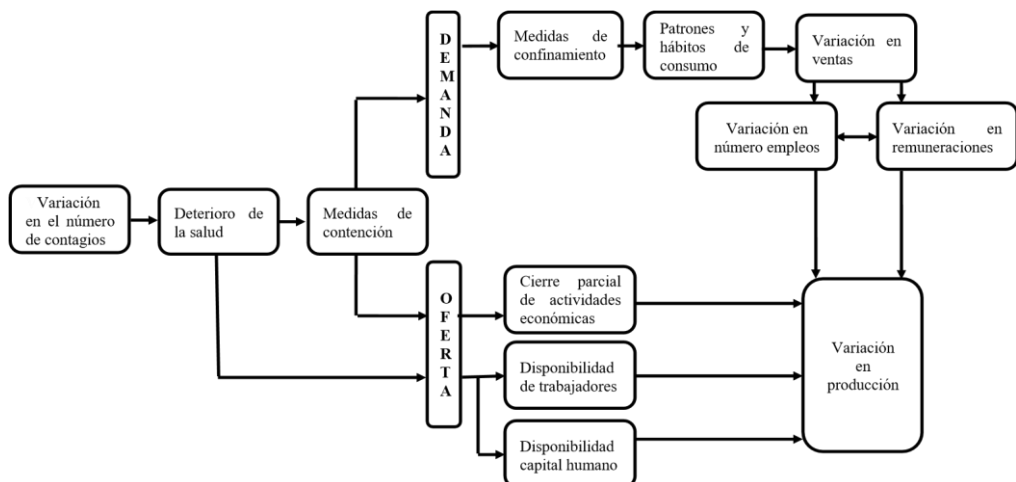 DEMANDA
Medidas de
confinamiento
Patrones y
hábitos de
consumo
Variación en
ventas
Variación en
número empleos
Variación en
remuneraciones
Variación
en el número
de contagios
Deterioro de
la salud
Medidas de
contención
OFERTA
Cierre parcial
de actividades
económicas
Disponibilidad
de trabajadores
Disponibilidad
capital humano
Variación
en
producción